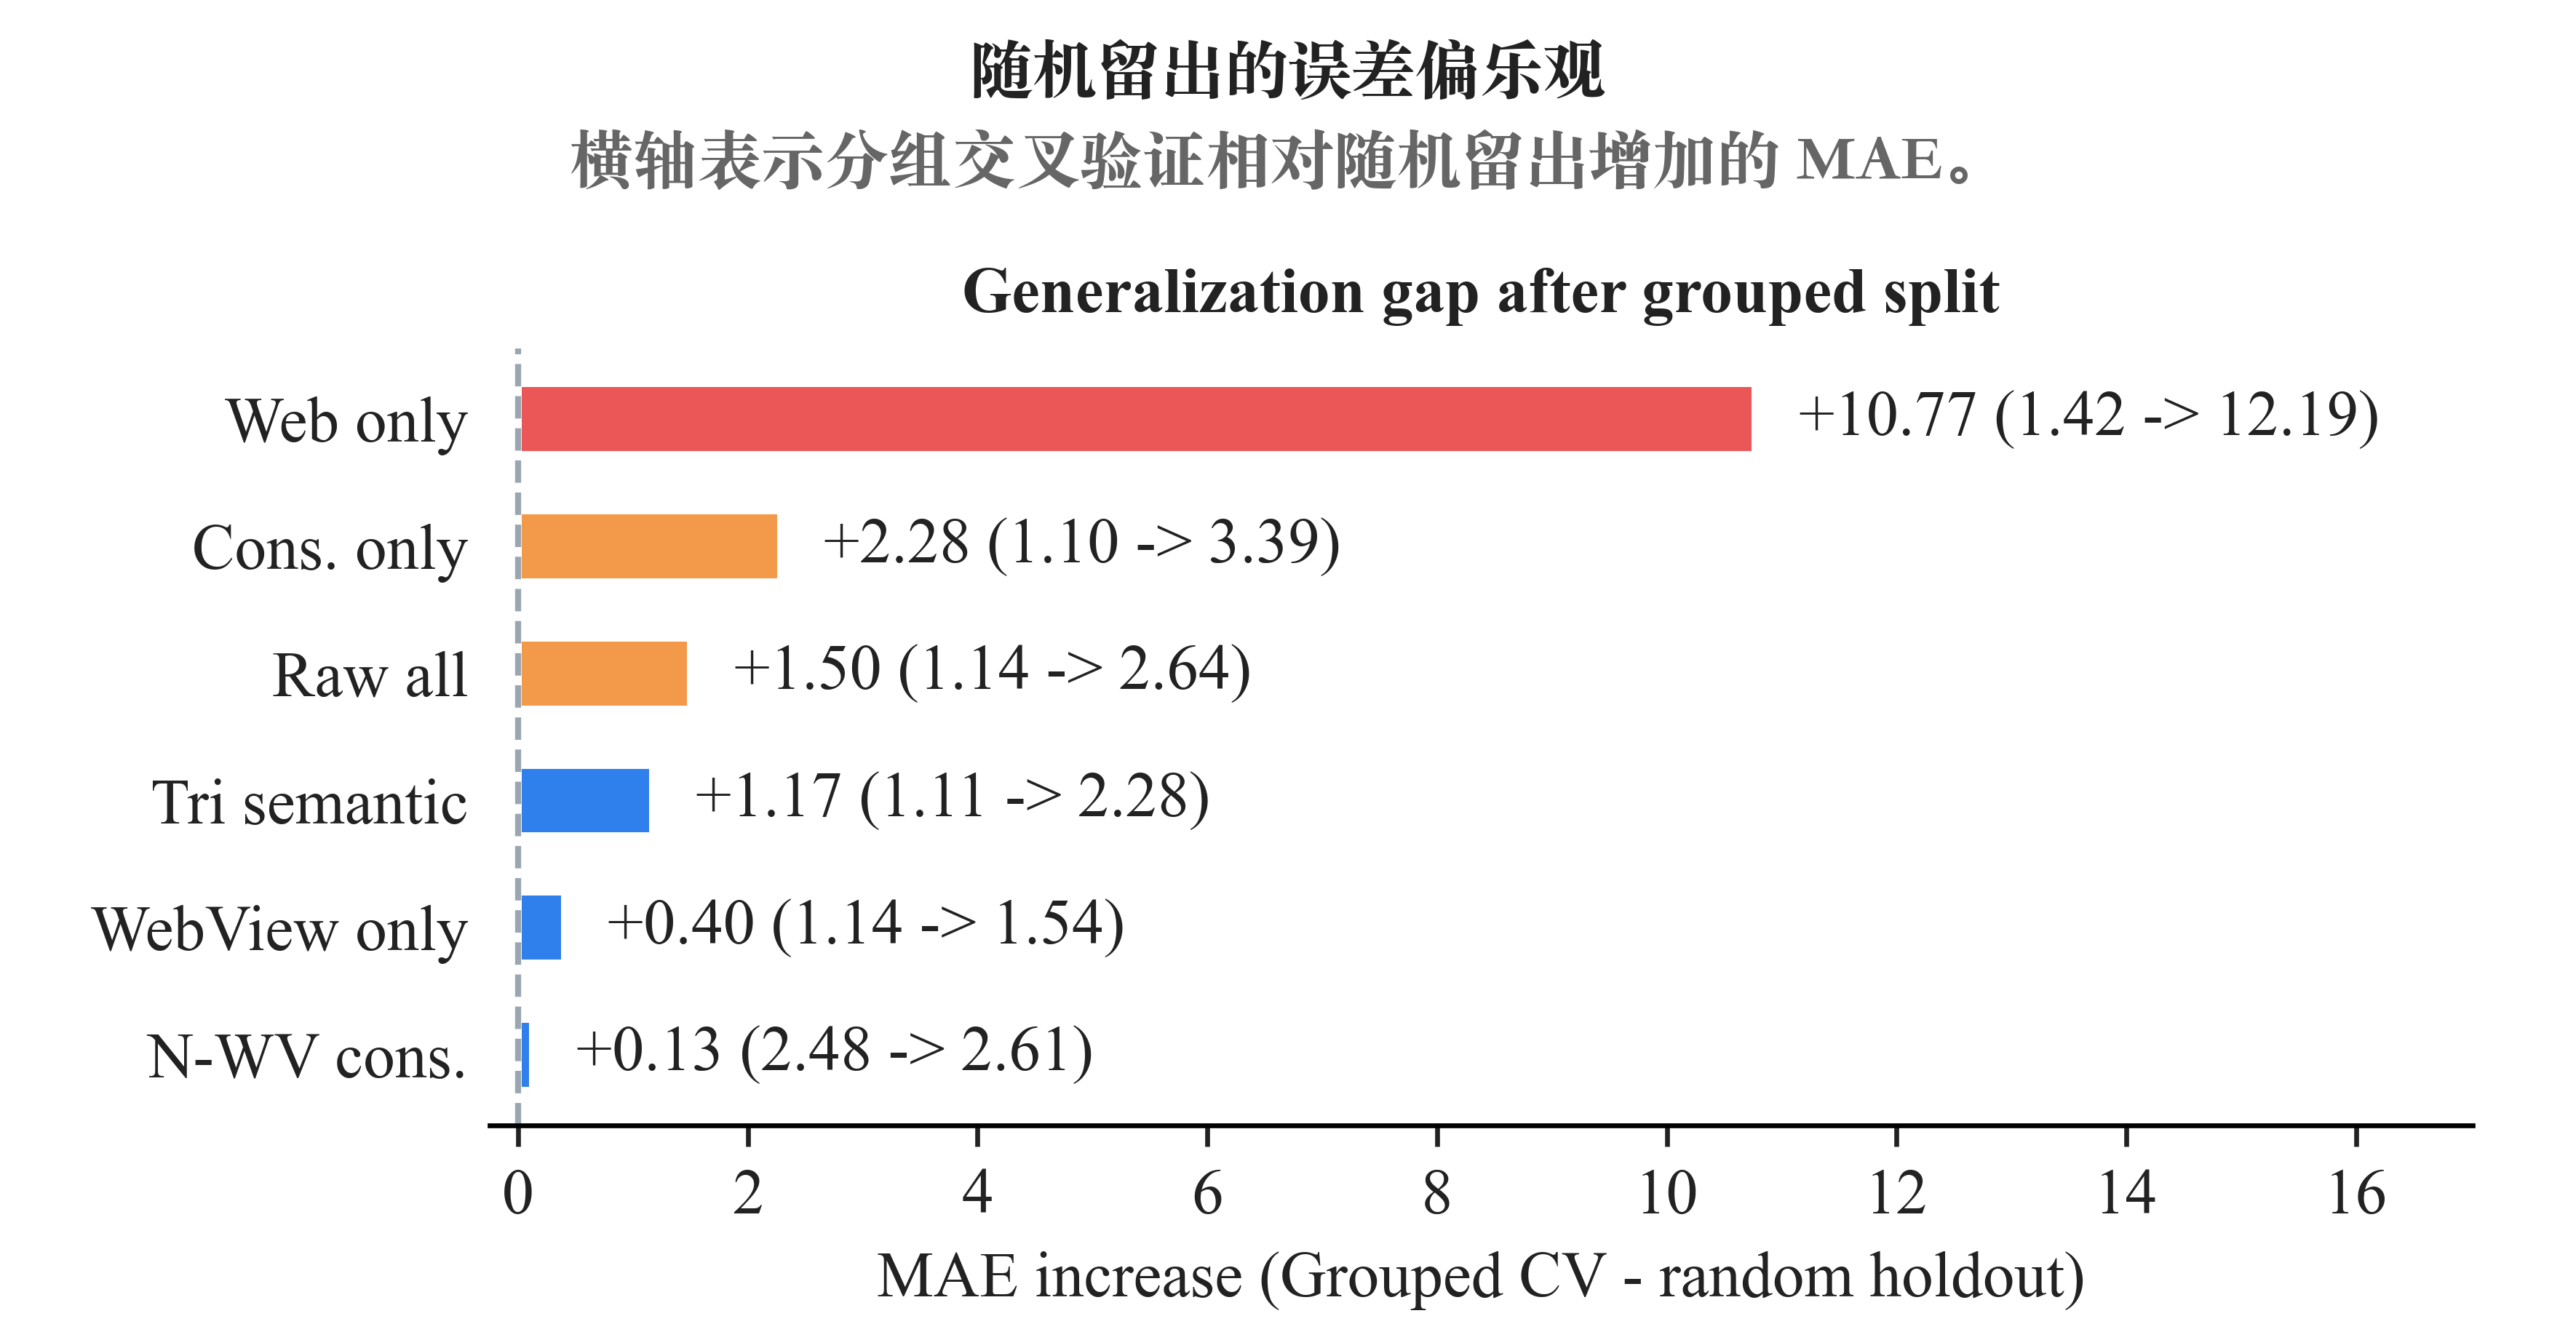 随机留出的误差偏乐观
横轴表示分组交叉验证相对随机留出增加的 MAE。
Generalization gap after grouped split
Web only +10.77 (1.42 -> 12.19)
Cons. only +2.28 (1.10 -> 3.39)
Raw all +1.50 (1.14 -> 2.64)
Tri semantic +1.17 (1.11 -> 2.28)
WebView only +0.40 (1.14 -> 1.54)
N-WV cons. +0.13 (2.48 -> 2.61)
0 2 4 6 8 10 12 14 16
MAE increase (Grouped CV - random holdout)